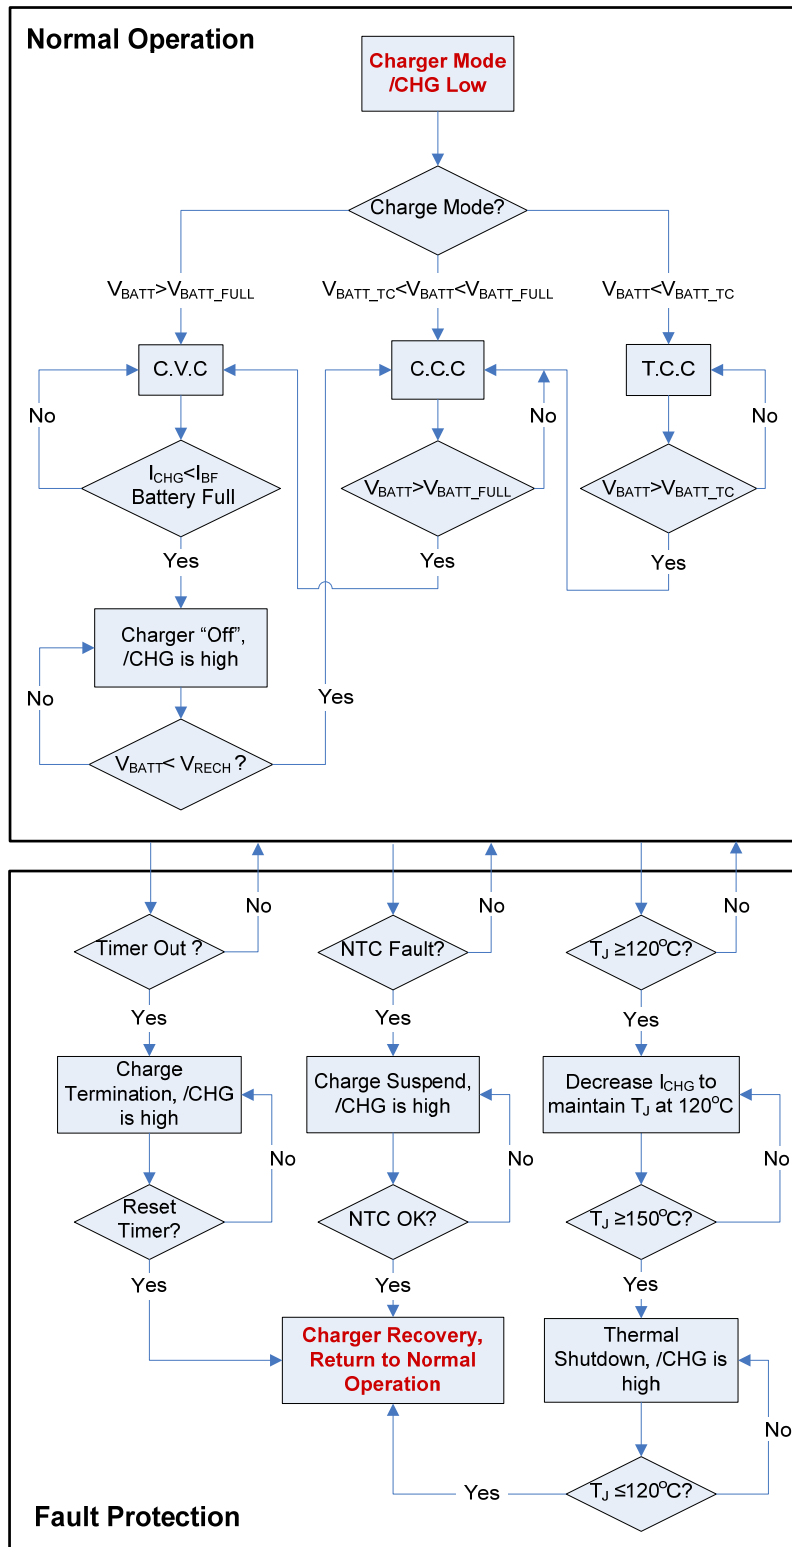 Normal Operation
Charger Mode
/CHG Low
Charge Mode?
VBATT>VBATT_FULL
VBATT_TC<VBATT<VBATT_FULL
VBATT<VBATT_TC
C.V.C
C.C.C
T.C.C
No
No
No
ICHG<IBF
Battery Full
VBATT>VBATT_FULL
VBATT>VBATT_TC
Yes
Yes
Yes
Charger “Off”,
/CHG is high
No
Yes
VBATT< VRECH ?
No
No
No
Timer Out ?
NTC Fault?
TJ ≥120°C?
Yes
Yes
Yes
Charge
Termination, /CHG
is high
Charge Suspend,
/CHG is high
Decrease ICHG to
maintain TJ at 120°C
No
No
No
Reset
Timer?
NTC OK?
TJ ≥150°C?
Yes
Yes
Yes
Charger Recovery,
Return to Normal
Operation
Thermal
Shutdown, /CHG is
high
No
Yes
TJ ≤120°C?
Fault Protection